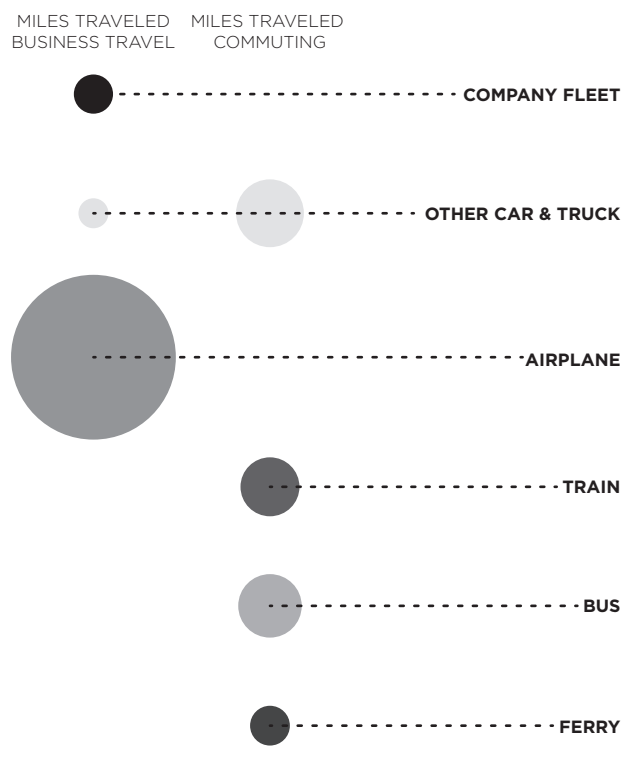 MILES TRAVELED
BUSINESS TRAVEL
MILES TRAVELED
COMMUTING
COMPANY FLEET
OTHER CAR & TRUCK
AIRPLANE
TRAIN
BUS
FERRY